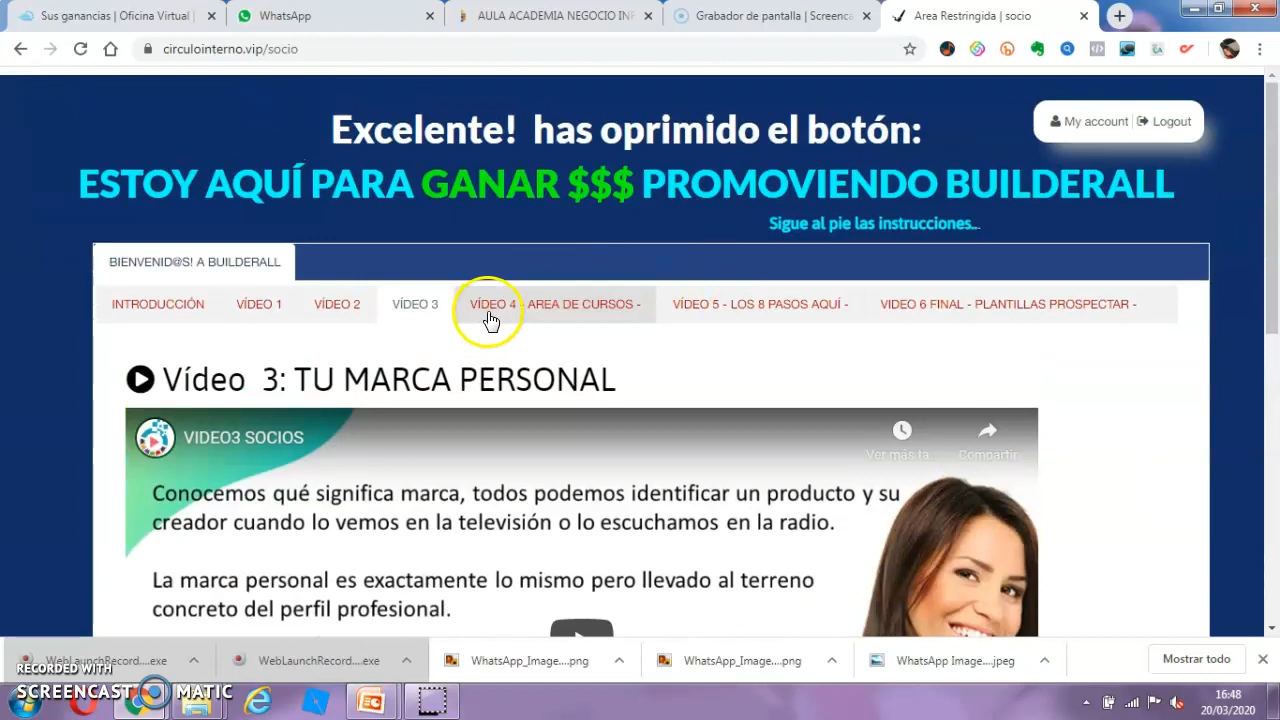 Sus ganancias | Oficina Virtual |
WhatsApp
AULA ACADEMIA NEGOCIO INF
Grabador de pantalla | Screenca
Area Restringida | socio
circulointerno.vip/socio
Excelente! has oprimido el botón:
My account | Logout
ESTOY AQUÍ PARA GANAR $$$ PROMOVIENDO BUILDERALL
Sigue al pie las instrucciones...
BIENVENID@S! A BUILDERALL
INTRODUCCIÓN
VÍDEO 1
VÍDEO 2
VÍDEO 3
VÍDEO 4 - AREA DE CURSOS -
VÍDEO 5 - LOS 8 PASOS AQUÍ -
VIDEO 6 FINAL - PLANTILLAS PROSPECTAR -
Vídeo 3: TU MARCA PERSONAL
VIDEO3 SOCIOS
Ver más ta...
Compartir
Conocemos qué significa marca, todos podemos identificar un producto y su
creador cuando lo vemos en la televisión o lo escuchamos en la radio.
La marca personal es exactamente lo mismo pero llevado al terreno
concreto del perfil profesional.
WebLaunchRecord....exe
WebLaunchRecord....exe
WhatsApp_Image....png
WhatsApp_Image....png
WhatsApp Image....jpeg
Mostrar todo
RECORDED WITH
SCREENCAST MATIC
16:48
20/03/2020